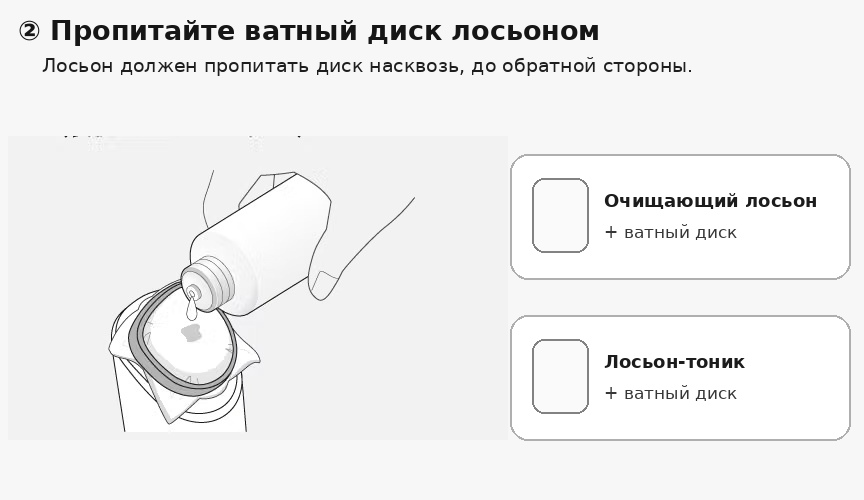 ② Пропитайте ватный диск лосьоном
Лосьон должен пропитать диск насквозь, до обратной стороны.
Очищающий лосьон
+ ватный диск
Лосьон-тоник
+ ватный диск